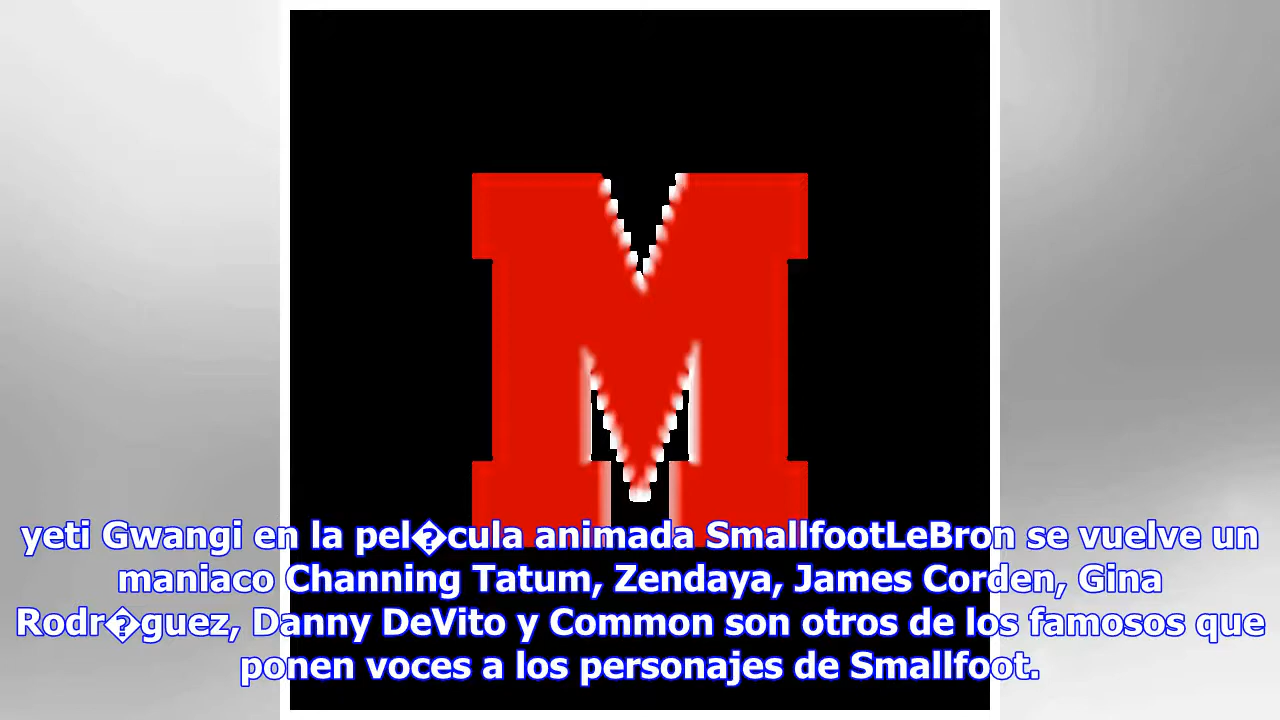 M
yeti Gwangi en la pel�cula animada SmallfootLeBron se vuelve un
maniaco Channing Tatum, Zendaya, James Corden, Gina
Rodr�guez, Danny DeVito y Common son otros de los famosos que
ponen voces a los personajes de Smallfoot.